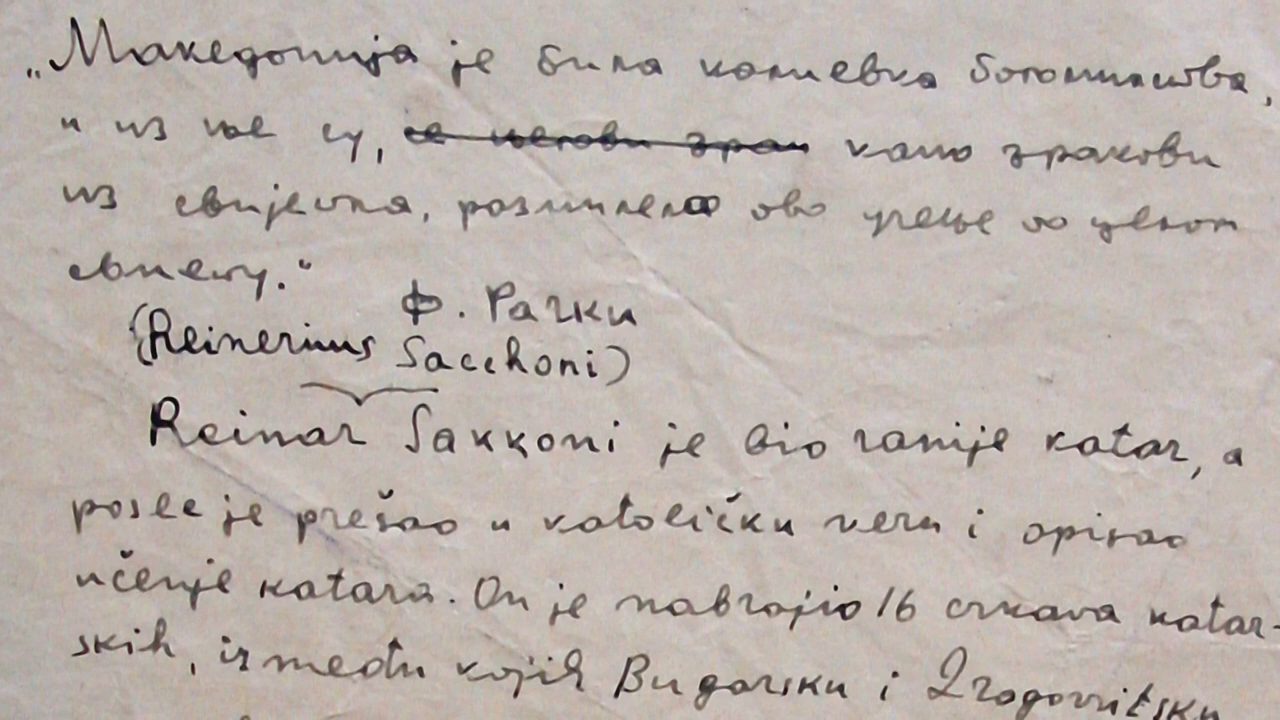 „Македонија је била колиевка богомилства,
и из ње су, као зракови
из свијетла, розилела ово учење по целом
свиету.“
Ф. Рачки
(Reinerius Sacchoni)
Reinar Sakkoni je bio ranije katar, a
posle je prešao u katoličku veru i opisao
učenje katara. On je nabrojio 16 crkava katar-
skih, između kojih Bugarsku i Dragovitsku